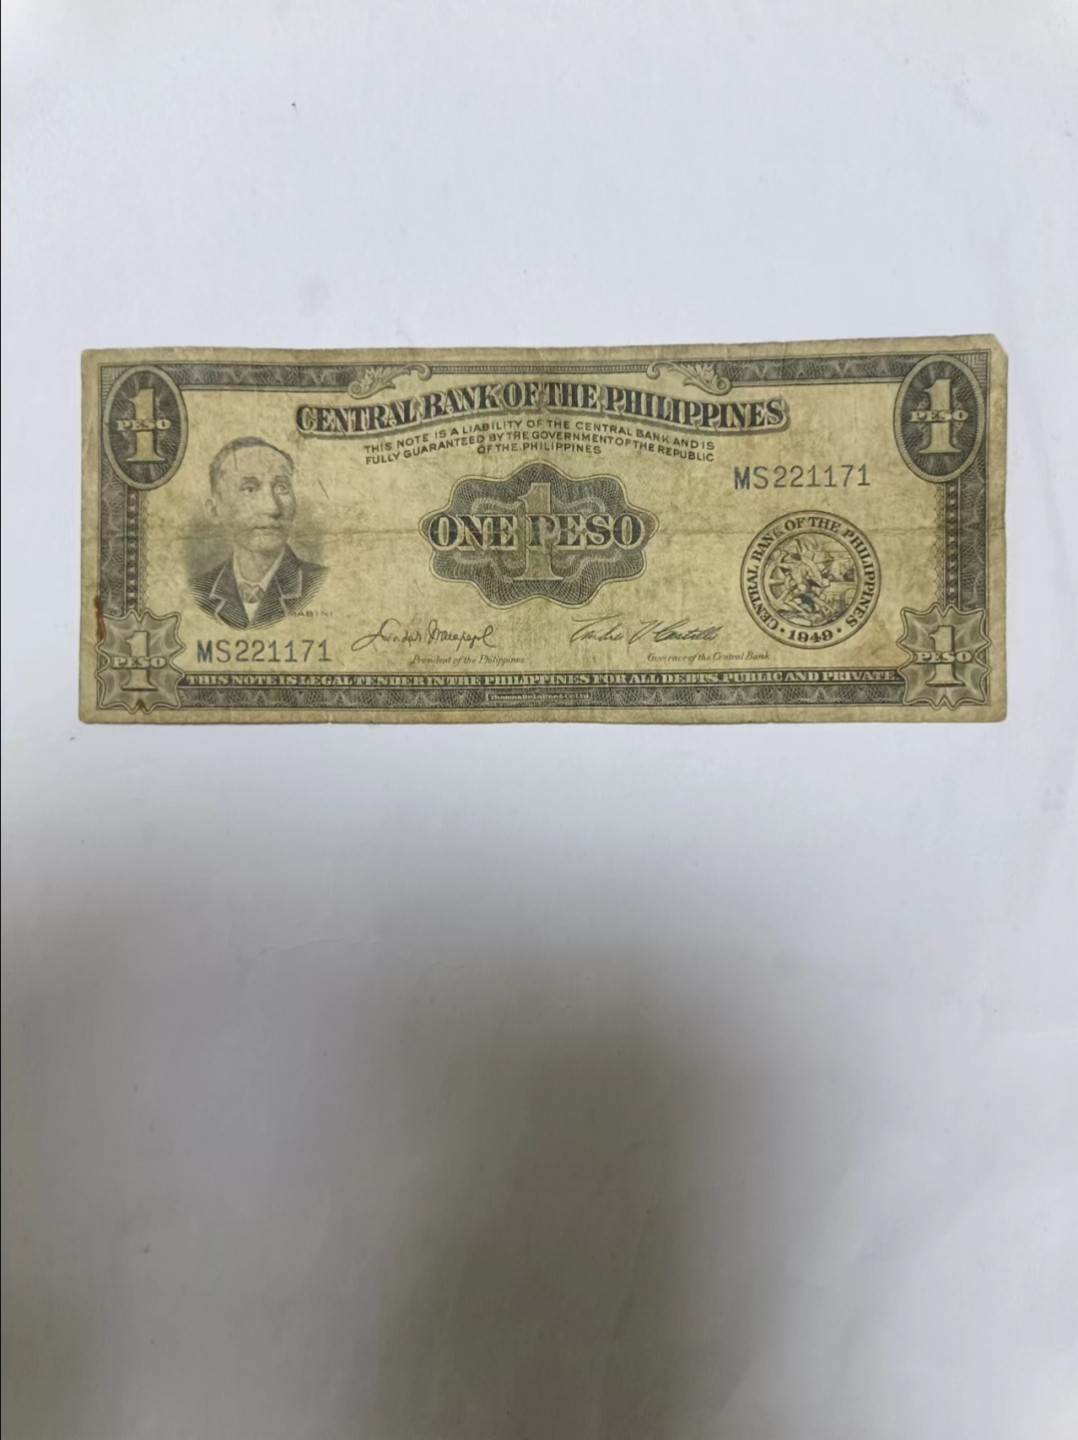 1
PESO
1
PESO
CENTRAL BANK OF THE PHILIPPINES
THIS NOTE IS A LIABILITY OF THE CENTRAL BANK AND IS
FULLY GUARANTEED BY THE GOVERNMENT OF THE REPUBLIC
OF THE PHILIPPINES
MS221171
1
ONE PESO
CENTRAL BANK OF THE PHILIPPINES
· 1949 ·
MABINI
MS221171
President of the Philippines
Governor of the Central Bank
1
PESO
1
PESO
THIS NOTE IS LEGAL TENDER IN THE PHILIPPINES FOR ALL DEBTS PUBLIC AND PRIVATE